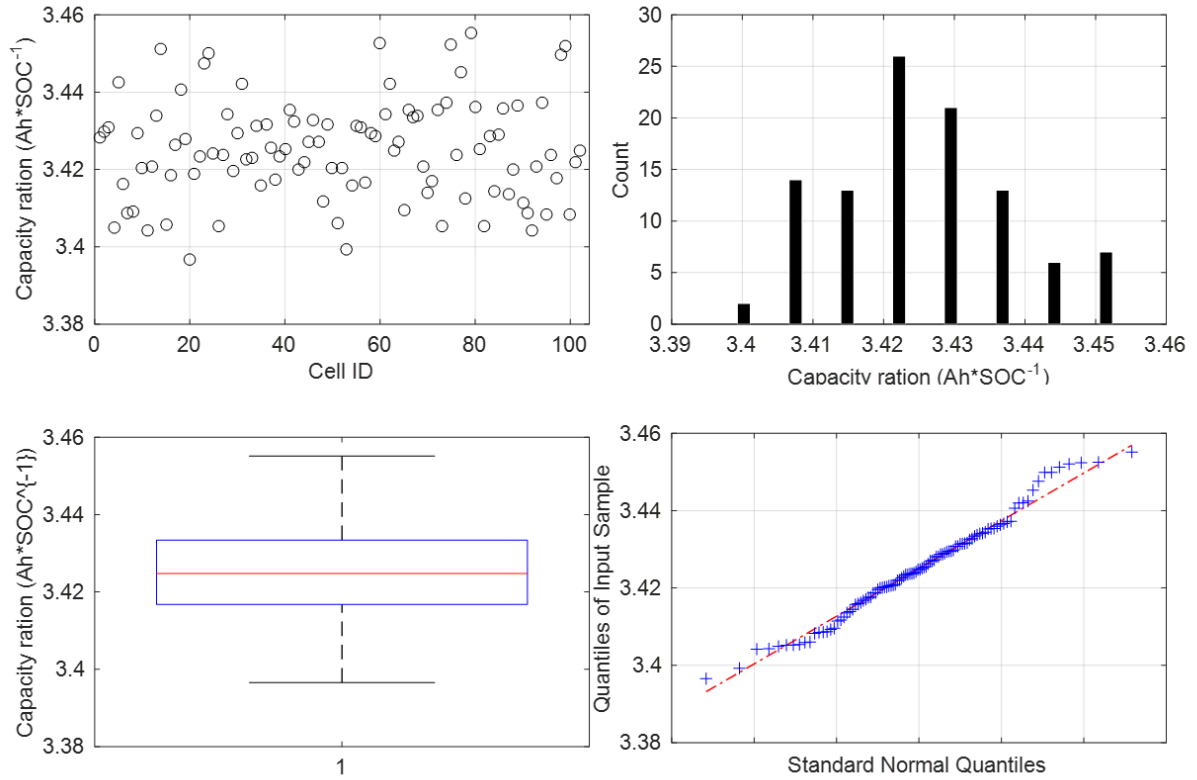 3.46
3.44
3.42
3.4
3.38
0 20 40 60 80 100
Cell ID
Capacity ration (Ah*SOC-1)
30
25
20
15
10
5
0
3.39 3.4 3.41 3.42 3.43 3.44 3.45 3.46
Capacity ration (Ah*SOC-1)
Count
3.46
3.44
3.42
3.4
3.38
1
Capacity ration (Ah*SOC^{-1})
3.46
3.44
3.42
3.4
3.38
Standard Normal Quantiles
Quantiles of Input Sample